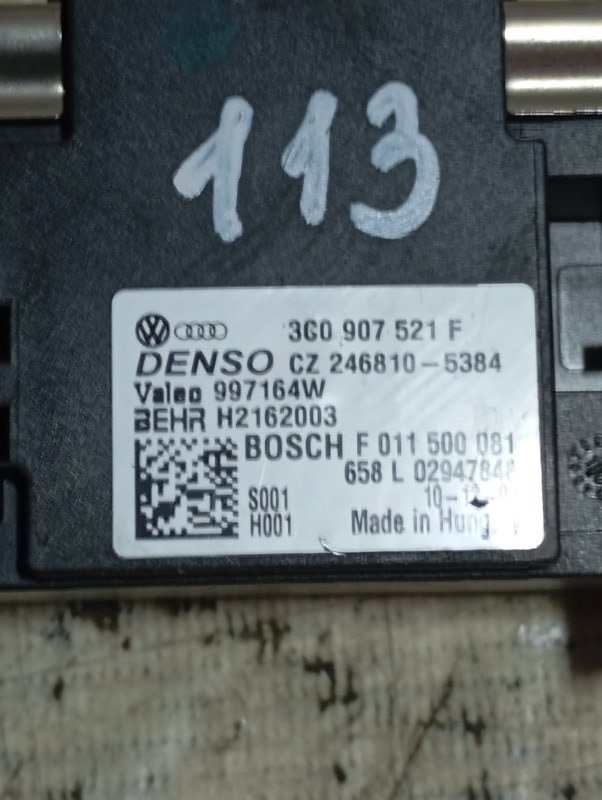 113
3C0 907 521 F
DENSO CZ 246810-5384
Valeo 997164W
BEHR H2162003
BOSCH F 011 500 081
658 L
S001
H001 Made in